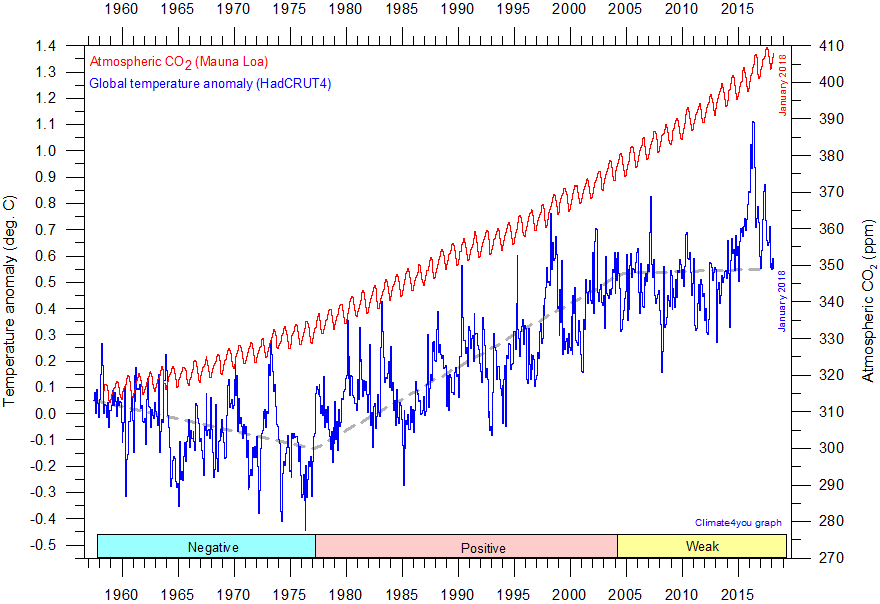 1960 1965 1970 1975 1980 1985 1990 1995 2000 2005 2010 2015
1.4 410
Atmospheric CO2 (Mauna Loa)
1.3 400
Global temperature anomaly (HadCRUT4)
1.2 390
1.1 380
1.0 370
0.9 360
0.8 350
0.7 340
0.6 330
0.5 320
0.4 310
0.3 300
0.2 290
0.1 280
0.0 270
-0.1
-0.2
-0.3
-0.4
-0.5
Temperature anomaly (deg. C)
Atmospheric CO2 (ppm)
January 2018
January 2018
Climate4you graph
Negative Positive Weak
1960 1965 1970 1975 1980 1985 1990 1995 2000 2005 2010 2015